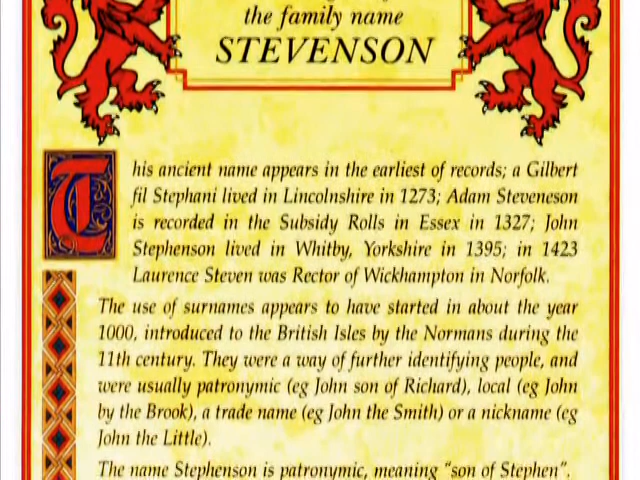 the family name
STEVENSON
This ancient name appears in the earliest of records; a Gilbert
fil Stephani lived in Lincolnshire in 1273; Adam Steveneson
is recorded in the Subsidy Rolls in Essex in 1327; John
Stephenson lived in Whitby, Yorkshire in 1395; in 1423
Laurence Steven was Rector of Wickhampton in Norfolk.
The use of surnames appears to have started in about the year
1000, introduced to the British Isles by the Normans during the
11th century. They were a way of further identifying people, and
were usually patronymic (eg John son of Richard), local (eg John
by the Brook), a trade name (eg John the Smith) or a nickname (eg
John the Little).
The name Stephenson is patronymic, meaning "son of Stephen".